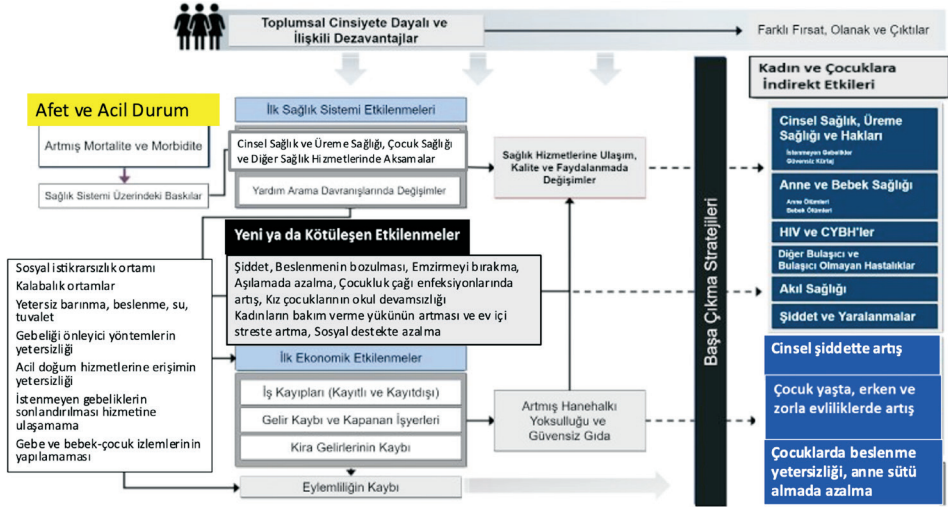 Toplumsal Cinsiyete Dayalı ve
İlişkili Dezavantajlar
Farklı Fırsat, Olanak ve Çıktılar
Kadın ve Çocuklara
İndirekt Etkileri
Afet ve Acil Durum
Artmış Mortalite ve Morbidite
Sağlık Sistemi Üzerindeki Baskılar
İlk Sağlık Sistemi Etkilenmeleri
Cinsel Sağlık ve Üreme Sağlığı, Çocuk Sağlığı
ve Diğer Sağlık Hizmetlerinde Aksamalar
Yardım Arama Davranışlarında Değişimler
Sağlık Hizmetlerine Ulaşım,
Kalite ve Faydalanmada
Değişimler
Yeni ya da Kötüleşen Etkilenmeler
Şiddet, Beslenmenin bozulması, Emzirmeyi bırakma,
Aşılamada azalma, Çocukluk çağı enfeksiyonlarında
artış, Kız çocuklarının okul devamsızlığı
Kadınların bakım verme yükünün artması ve ev içi
streste artma, Sosyal destekte azalma
Sosyal istikrarsızlık ortamı
Kalabalık ortamlar
Yetersiz barınma, beslenme, su,
tuvalet
Gebeliği önleyici yöntemlerin
yetersizliği
Acil doğum hizmetlerine erişimin
yetersizliği
İstenmeyen gebeliklerin
sonlandırılması hizmetine
ulaşamama
Gebe ve bebek-çocuk izlemlerinin
yapılamaması
İlk Ekonomik Etkilenmeler
İş Kayıpları (Kayıtlı ve Kayıtdışı)
Gelir Kaybı ve Kapanan İşyerleri
Kira Gelirlerinin Kaybı
Eylemliliğin Kaybı
Artmış Hanehalkı
Yoksulluğu ve
Güvensiz Gıda
Başa Çıkma Stratejileri
Cinsel Sağlık, Üreme
Sağlığı ve Hakları
İstenmeyen Gebelikler
Güvensiz Kürtaj
Anne ve Bebek Sağlığı
Anne Ölümleri
Bebek Ölümleri
HIV ve CYBH'ler
Diğer Bulaşıcı ve
Bulaşıcı Olmayan Hastalıklar
Akıl Sağlığı
Şiddet ve Yaralanmalar
Cinsel şiddette artış
Çocuk yaşta, erken ve
zorla evliliklerde artış
Çocuklarda beslenme
yetersizliği, anne sütü
almada azalma